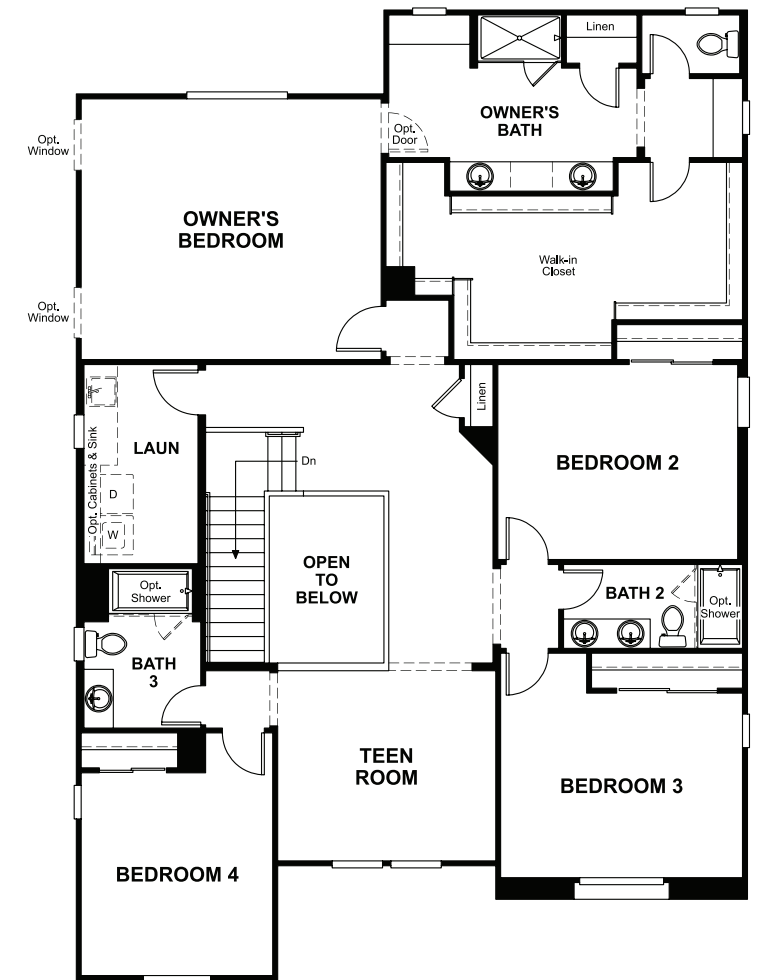 Linen
OWNER'S
BATH
Opt.
Door
Opt.
Window
OWNER'S
BEDROOM
Walk-in
Closet
Opt.
Window
Linen
LAUN
Opt. Cabinets & Sink
Dn
BEDROOM 2
D
W
OPEN
TO
BELOW
Opt.
Shower
BATH 2
Opt.
Shower
BATH
3
TEEN
ROOM
BEDROOM 3
BEDROOM 4